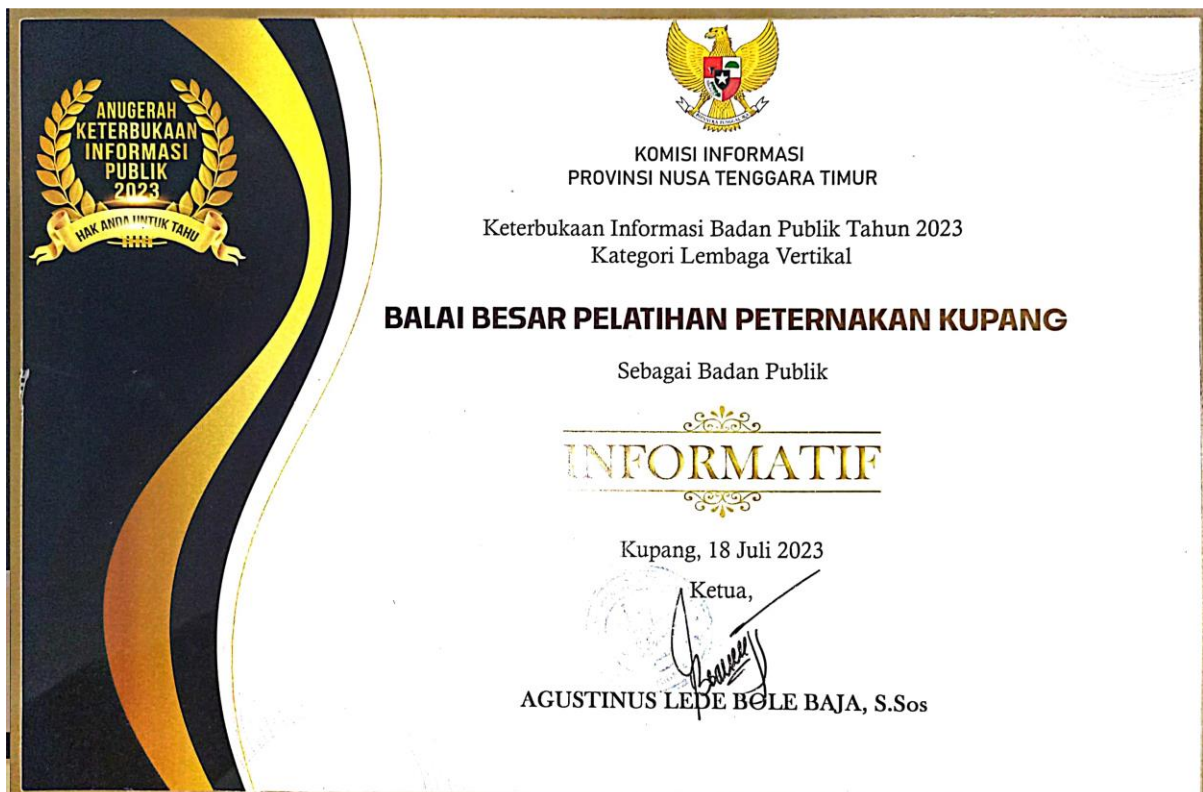 ANUGERAH
KETERBUKAAN
INFORMASI
PUBLIK
2023
HAK ANDA UNTUK TAHU
KOMISI INFORMASI
PROVINSI NUSA TENGGARA TIMUR
Keterbukaan Informasi Badan Publik Tahun 2023
Kategori Lembaga Vertikal
BALAI BESAR PELATIHAN PETERNAKAN KUPANG
Sebagai Badan Publik
INFORMATIF
Kupang, 18 Juli 2023
Ketua,
AGUSTINUS LEDE BOLE BAJA, S.Sos